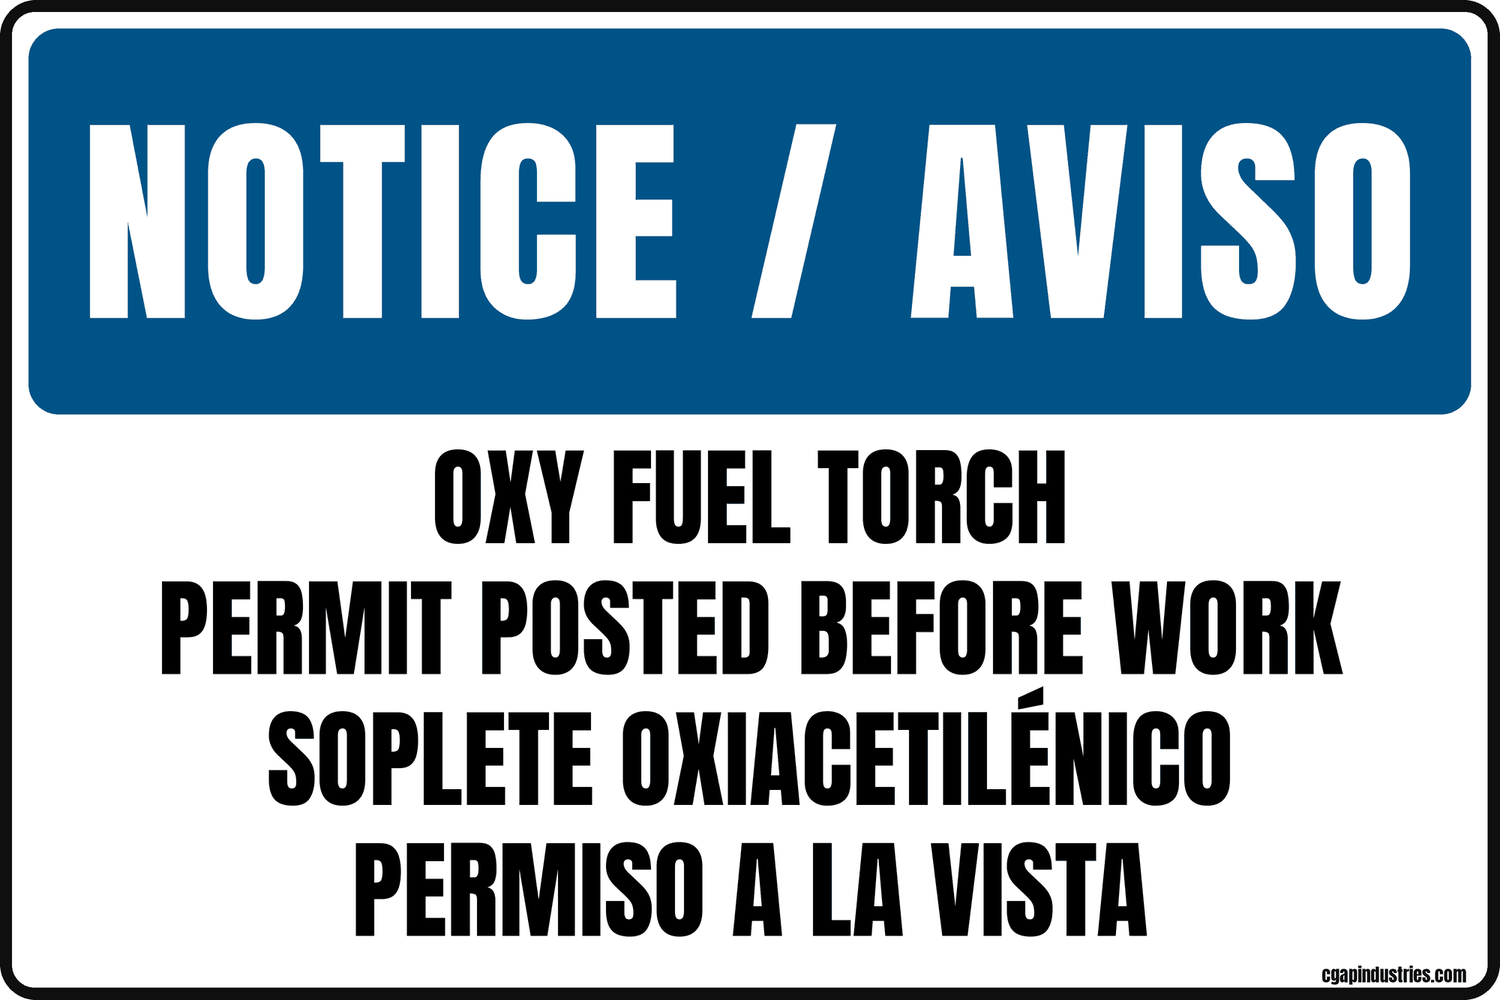 NOTICE / AVISO
OXY FUEL TORCH
PERMIT POSTED BEFORE WORK
SOPLETE OXIACETILÉNICO
PERMISO A LA VISTA
cgapindustries.com